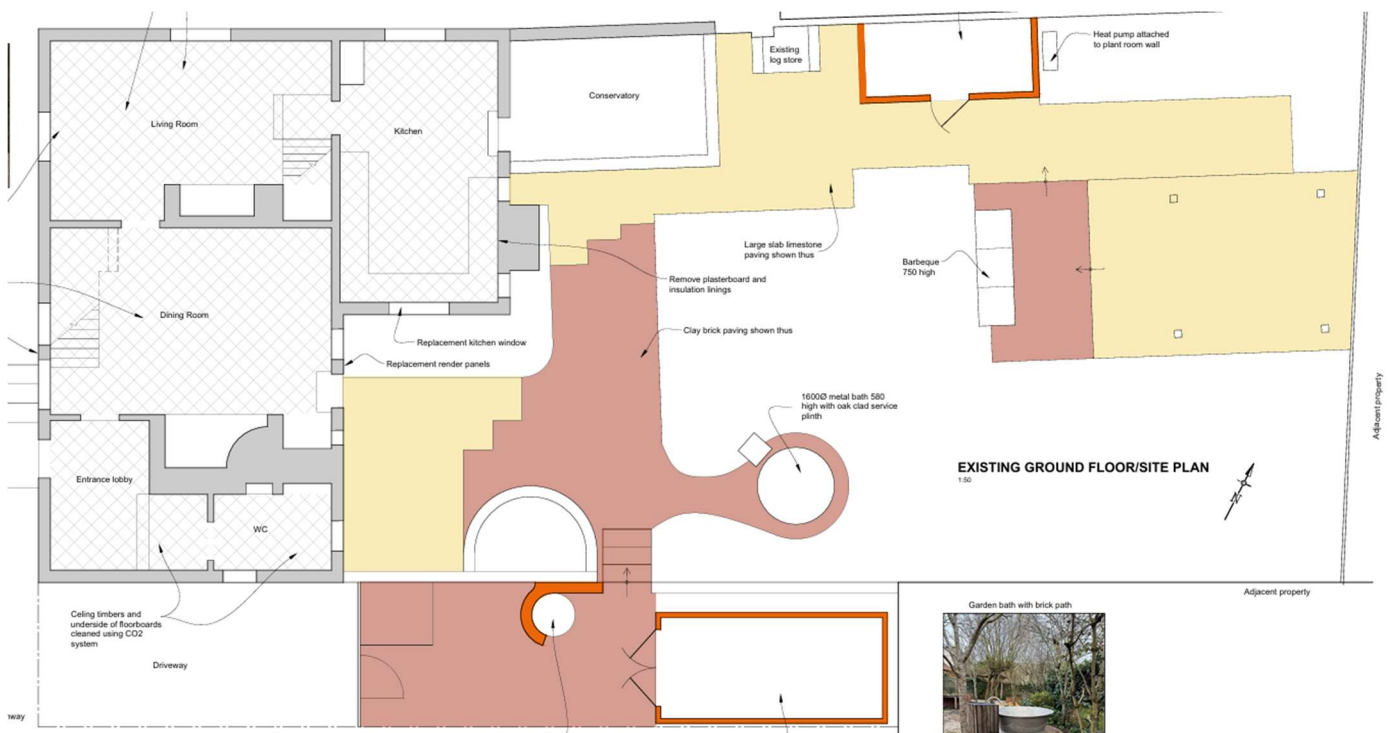 Heat pump attached
to plant room wall
Existing
log store
Conservatory
Living Room
Kitchen
Large slab limestone
paving shown thus
Barbeque
750 high
Remove plasterboard and
insulation linings
Dining Room
Clay brick paving shown thus
Replacement kitchen window
Replacement render panels
1600Ø metal bath 580
high with oak clad service
plinth
Adjacent property
EXISTING GROUND FLOOR/SITE PLAN
1:50
N
Entrance lobby
WC
Adjacent property
Garden bath with brick path
Celing timbers and
underside of floorboards
cleaned using CO2
system
Driveway